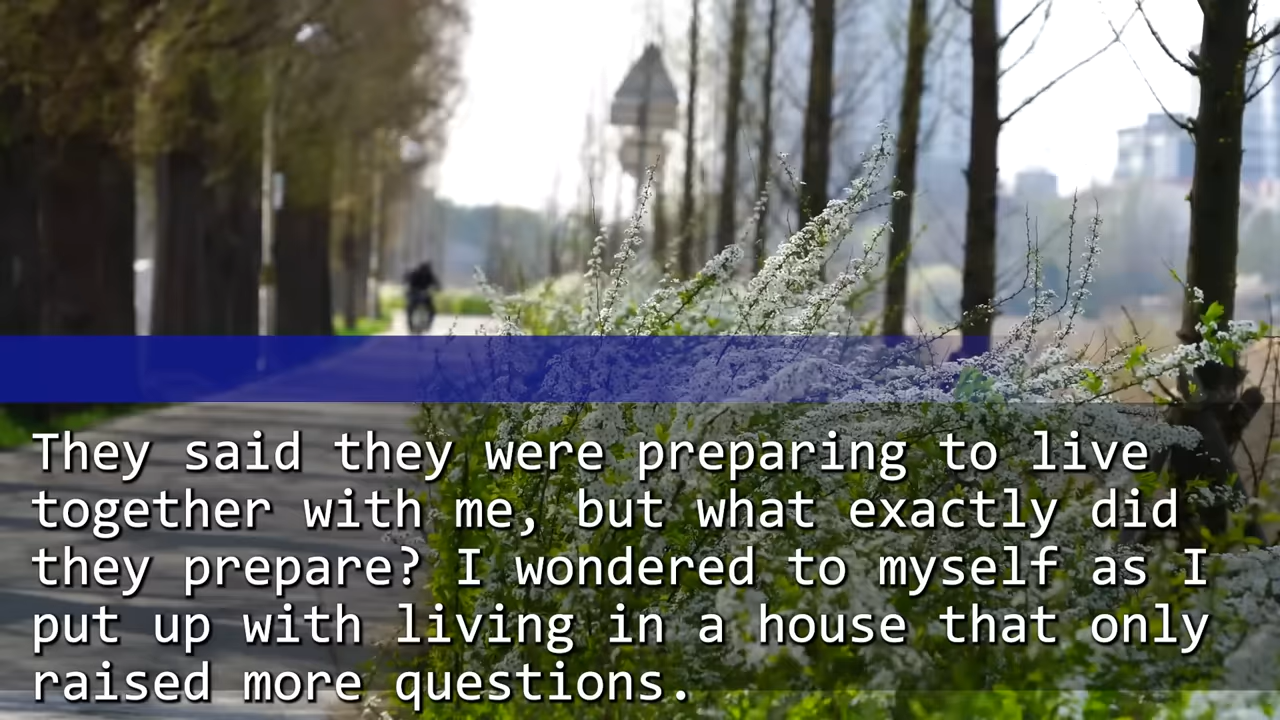 They said they were preparing to live
together with me, but what exactly did
they prepare? I wondered to myself as I
put up with living in a house that only
raised more questions.